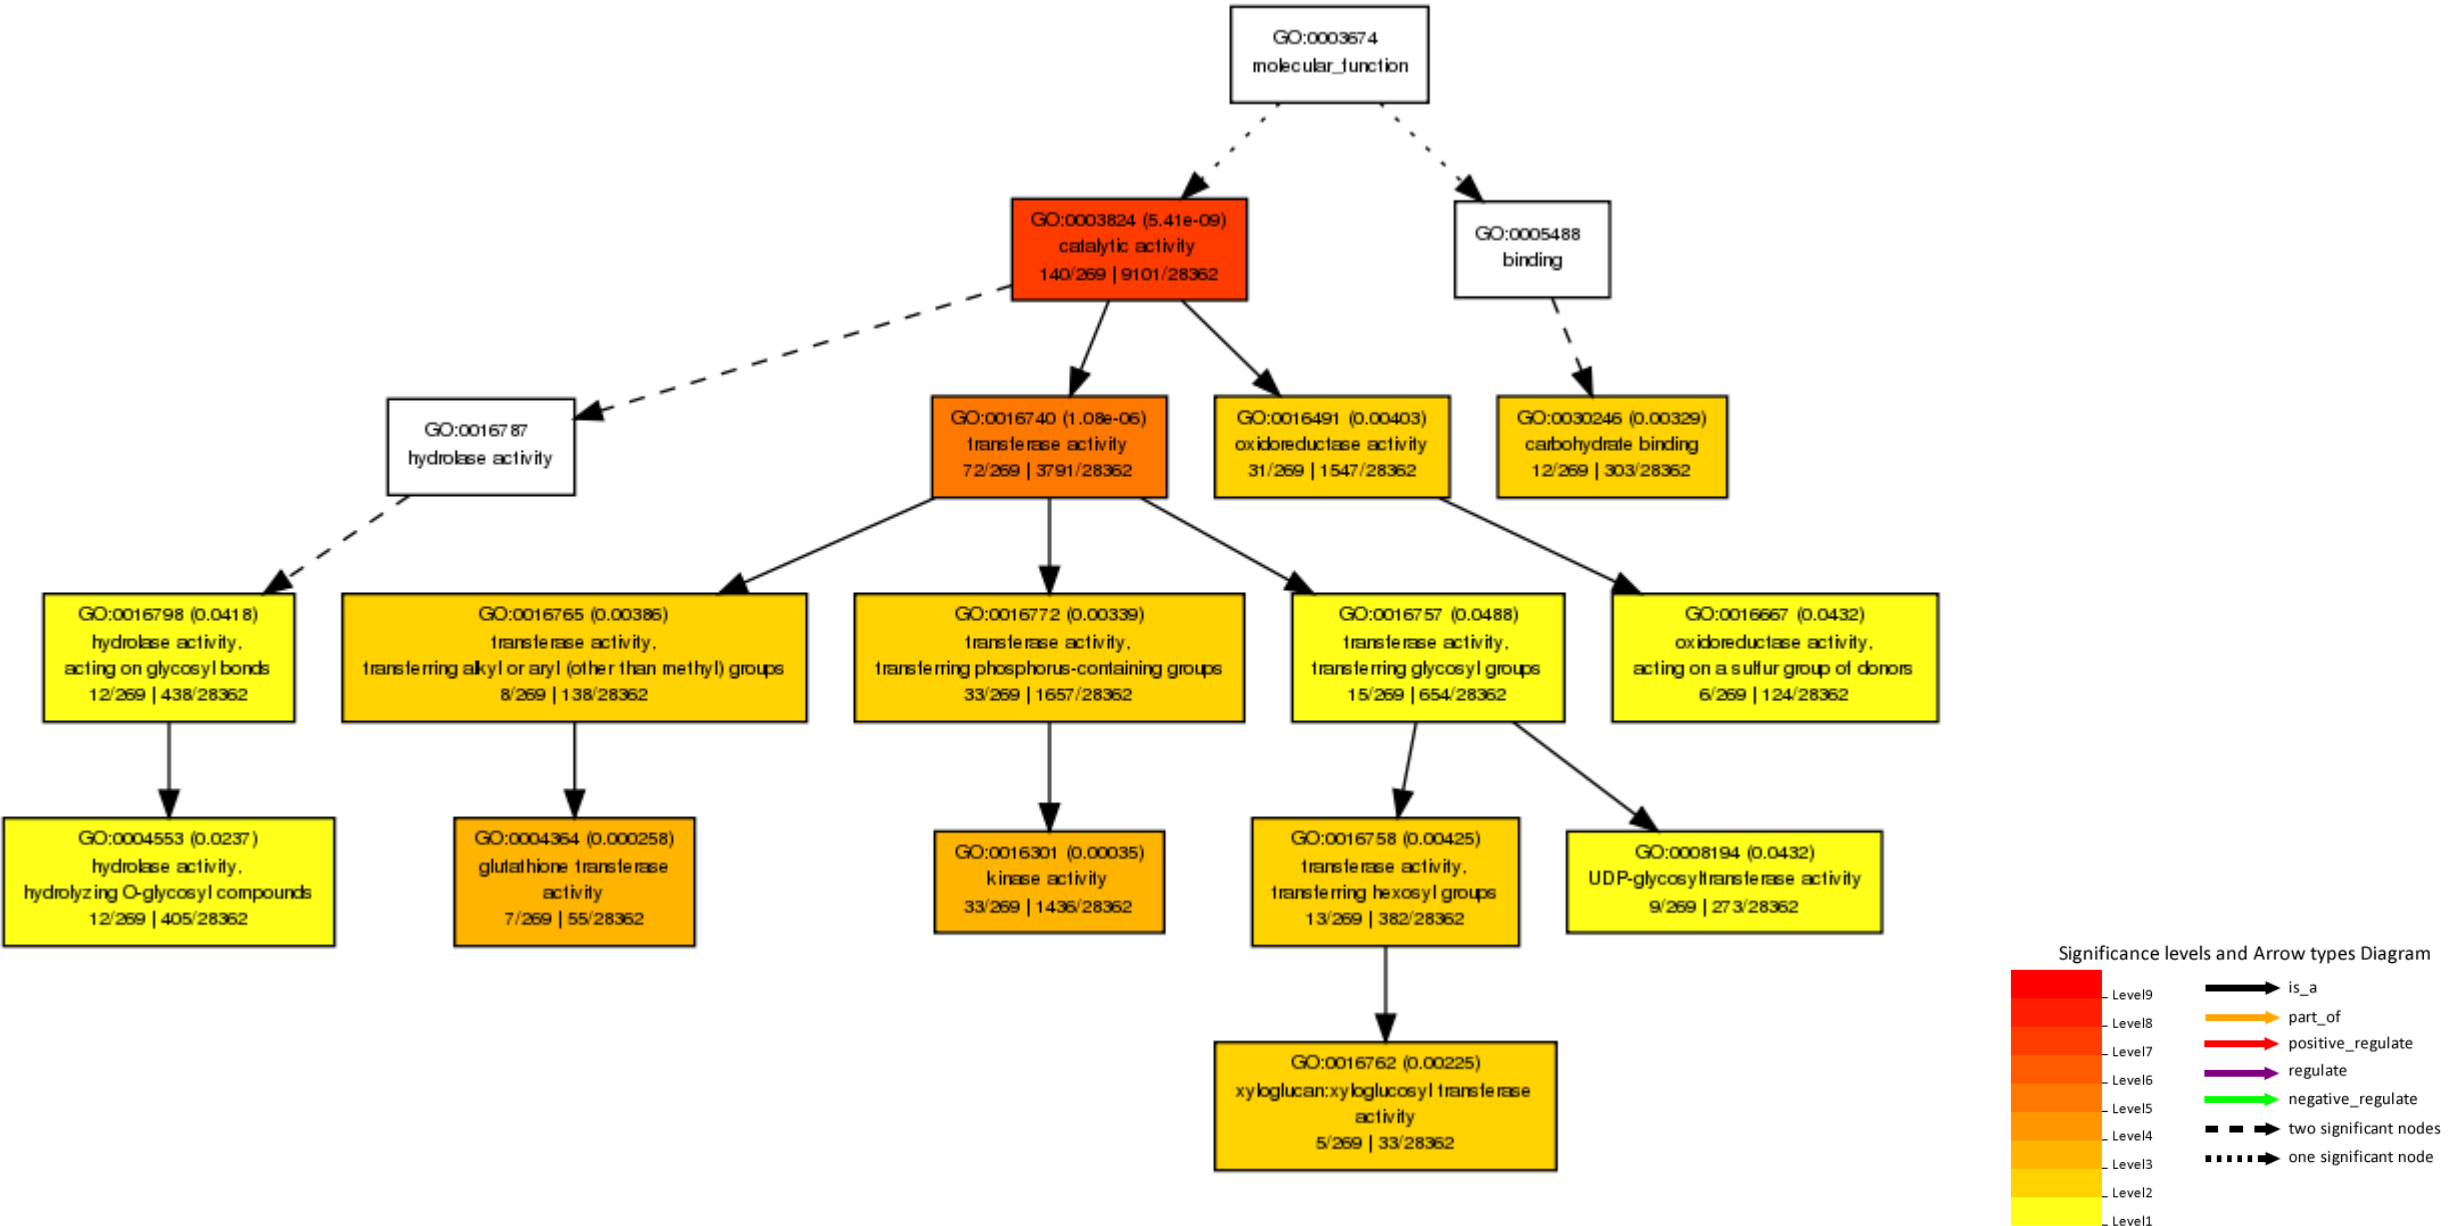 GO:0003674
molecular_function
GO:0003824 (5.41e-09)
catalytic activity
140/269 | 9101/28362
GO:0005488
binding
GO:0016787
hydrolase activity
GO:0016740 (1.08e-06)
transferase activity
72/269 | 3791/28362
GO:0016491 (0.00403)
oxidoreductase activity
31/269 | 1547/28362
GO:0030246 (0.00329)
carbohydrate binding
12/269 | 303/28362
GO:0016798 (0.0418)
hydrolase activity,
acting on glycosyl bonds
12/269 | 438/28362
GO:0016765 (0.00386)
transferase activity,
transferring alkyl or aryl (other than methyl) groups
8/269 | 138/28362
GO:0016772 (0.00339)
transferase activity,
transferring phosphorus-containing groups
33/269 | 1657/28362
GO:0016757 (0.0488)
transferase activity,
transferring glycosyl groups
15/269 | 654/28362
GO:0016667 (0.0432)
oxidoreductase activity,
acting on a sulfur group of donors
6/269 | 124/28362
GO:0004553 (0.0237)
hydrolase activity,
hydrolyzing O-glycosyl compounds
12/269 | 405/28362
GO:0004364 (0.000258)
glutathione transferase
activity
7/269 | 55/28362
GO:0016301 (0.00035)
kinase activity
33/269 | 1436/28362
GO:0016758 (0.00425)
transferase activity,
transferring hexosyl groups
13/269 | 382/28362
GO:0008194 (0.0432)
UDP-glycosyltransferase activity
9/269 | 273/28362
GO:0016762 (0.00225)
xyloglucan:xyloglucosyl transferase
activity
5/269 | 33/28362
Significance levels and Arrow types Diagram
Level9
Level8
Level7
Level6
Level5
Level4
Level3
Level2
Level1
is_a
part_of
positive_regulate
regulate
negative_regulate
two significant nodes
one significant node